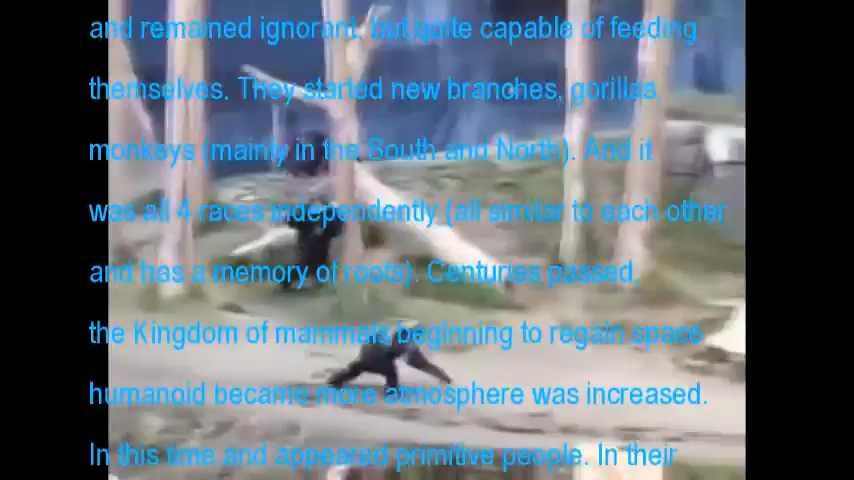 and remained ignorant, but quite capable of feeding
themselves. They started new branches, gorillas,
monkeys (mainly in the South and North). And it
was all 4 races independently (all similar to each other
and has a memory of roots). Centuries passed,
the Kingdom of mammals beginning to regain space
humanoid became more atmosphere was increased.
In this time and appeared primitive people. In their